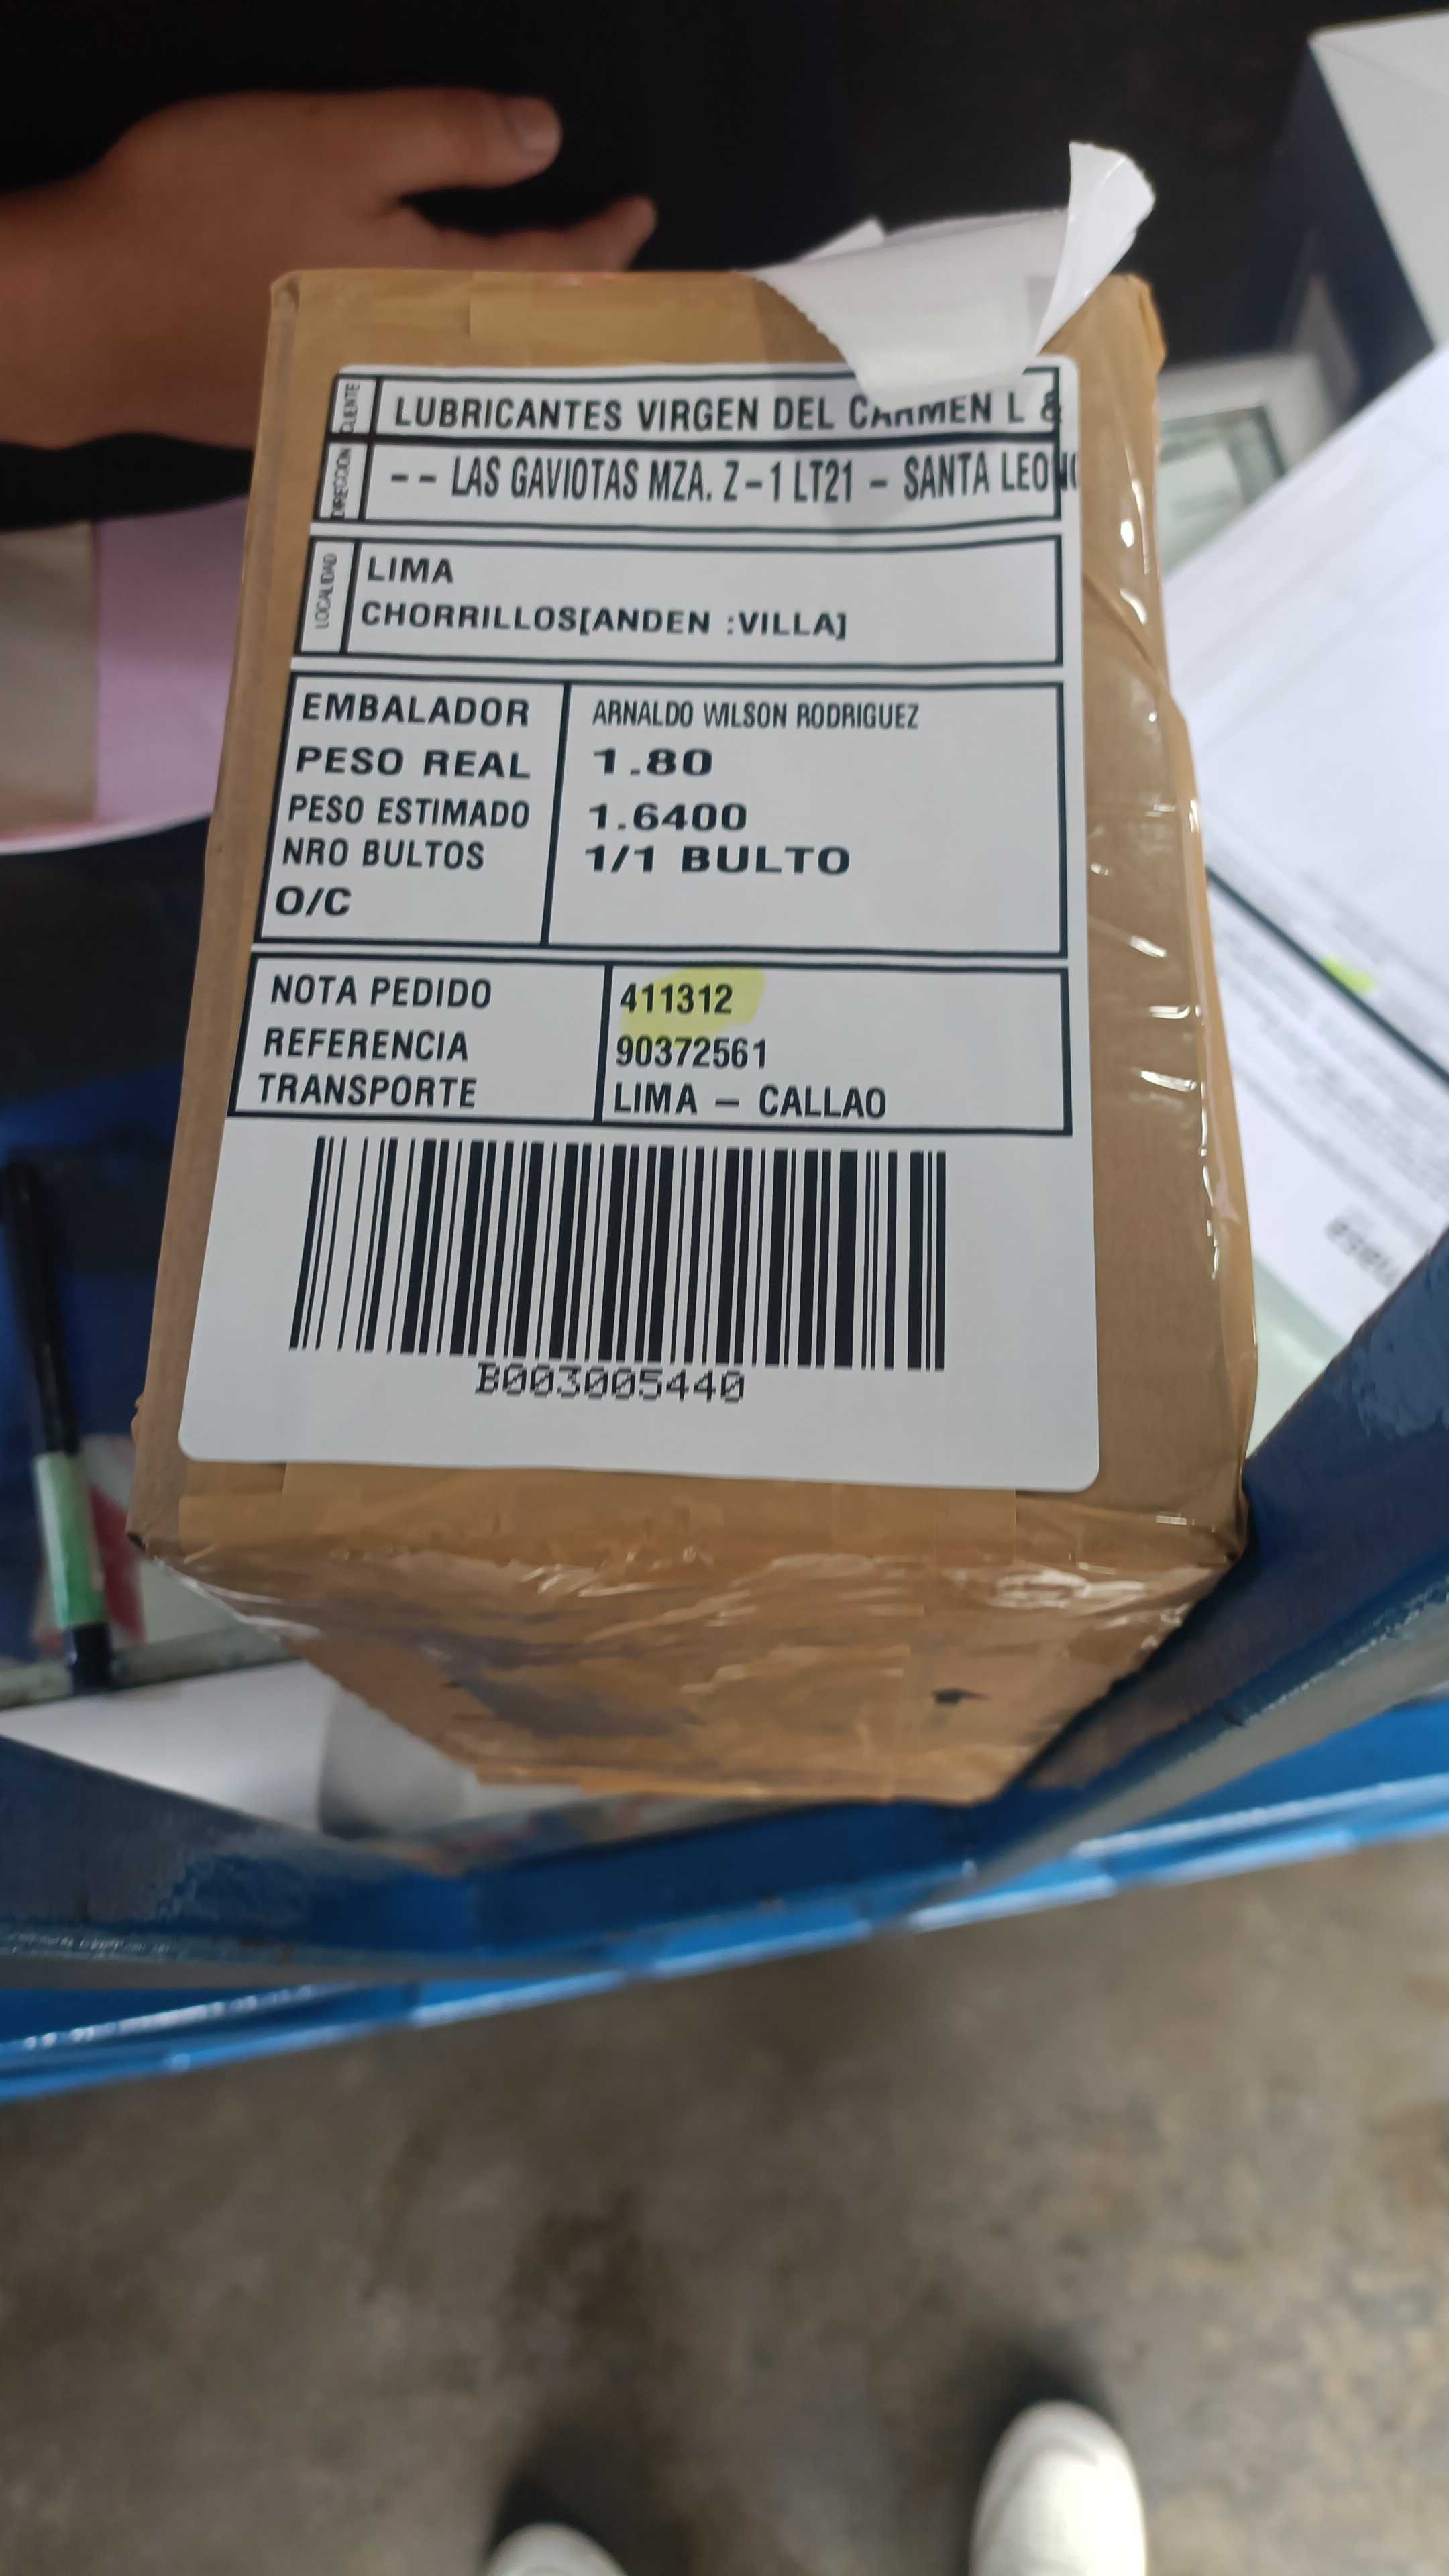 CLIENTE LUBRICANTES VIRGEN DEL CARMEN L
DIRECCION -- LAS GAVIOTAS MZA. Z-1 LT21 - SANTA LEONO
LOCALIDAD LIMA
CHORRILLOS[ANDEN :VILLA]
EMBALADOR ARNALDO WILSON RODRIGUEZ
PESO REAL 1.80
PESO ESTIMADO 1.6400
NRO BULTOS 1/1 BULTO
O/C
NOTA PEDIDO 411312
REFERENCIA 90372561
TRANSPORTE LIMA - CALLAO
B003005440